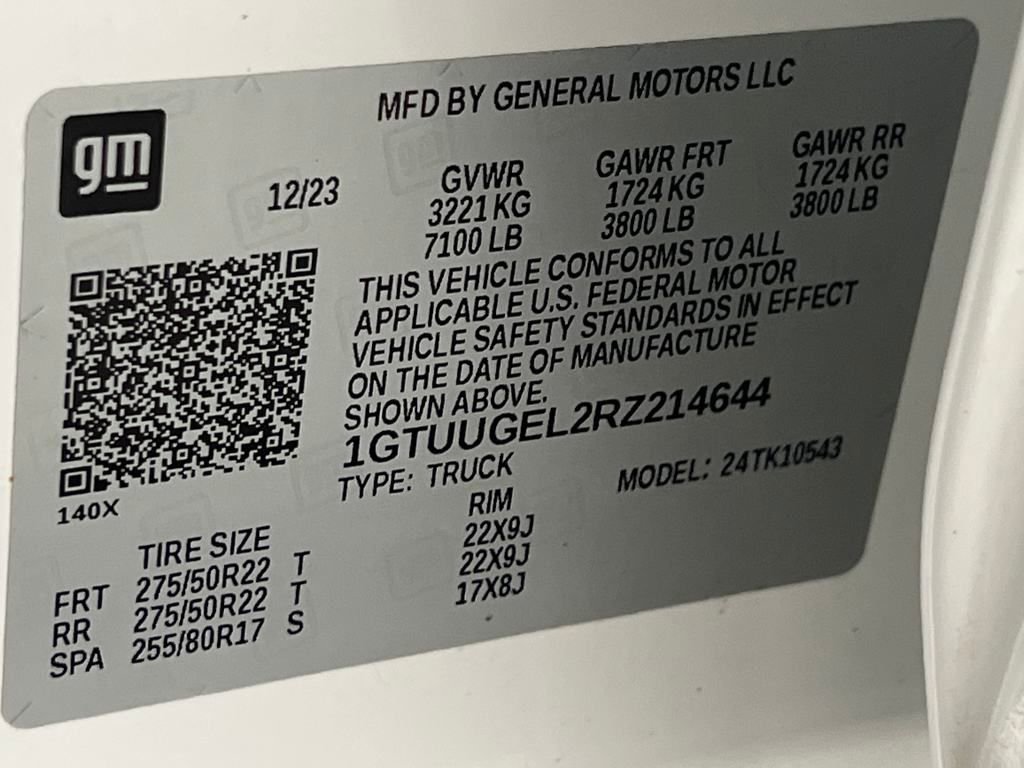 gm
MFD BY GENERAL MOTORS LLC
12/23 GVWR GAWR FRT GAWR RR
3221 KG 1724 KG 1724 KG
7100 LB 3800 LB 3800 LB
THIS VEHICLE CONFORMS TO ALL
APPLICABLE U.S. FEDERAL MOTOR
VEHICLE SAFETY STANDARDS IN EFFECT
ON THE DATE OF MANUFACTURE
SHOWN ABOVE.
1GTUUGEL2RZ214644
TYPE: TRUCK MODEL: 24TK10543
140X
TIRE SIZE RIM
FRT 275/50R22 T 22X9J
RR 275/50R22 T 22X9J
SPA 255/80R17 S 17X8J